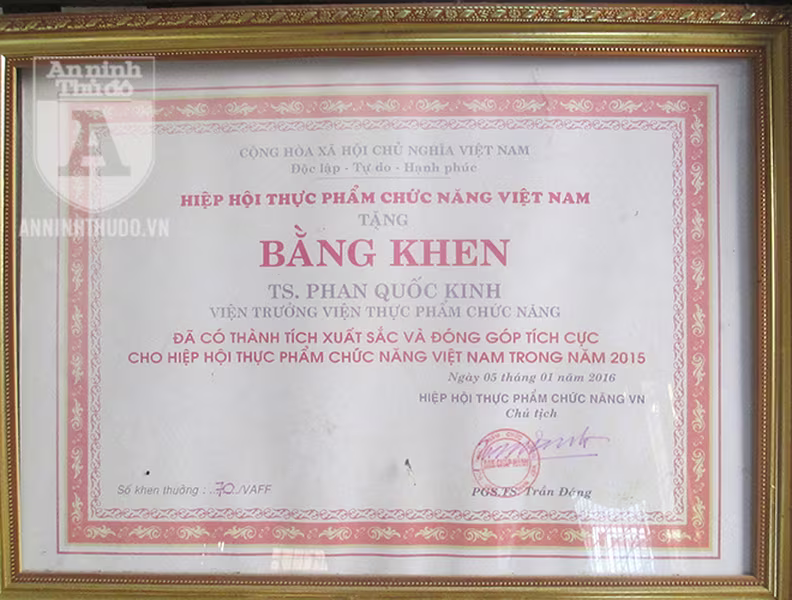 An ninh
Thủ đô
A
ANNINHTHUDO.VN
CỘNG HÒA XÃ HỘI CHỦ NGHĨA VIỆT NAM
Độc lập - Tự do - Hạnh phúc
HIỆP HỘI THỰC PHẨM CHỨC NĂNG VIỆT NAM
TẶNG
BẰNG KHEN
TS. PHAN QUỐC KINH
VIỆN TRƯỞNG VIỆN THỰC PHẨM CHỨC NĂNG
ĐÃ CÓ THÀNH TÍCH XUẤT SẮC VÀ ĐÓNG GÓP TÍCH CỰC
CHO HIỆP HỘI THỰC PHẨM CHỨC NĂNG VIỆT NAM TRONG NĂM 2015
Ngày 05 tháng 01 năm 2016
HIỆP HỘI THỰC PHẨM CHỨC NĂNG VN
Chủ tịch
Số khen thưởng : ..70../VAFF
PGS.TS. Trần Đáng